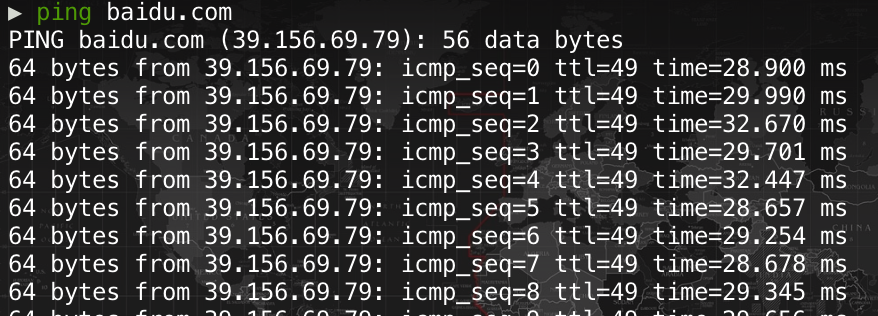 ▶ ping baidu.com
PING baidu.com (39.156.69.79): 56 data bytes
64 bytes from 39.156.69.79: icmp_seq=0 ttl=49 time=28.900 ms
64 bytes from 39.156.69.79: icmp_seq=1 ttl=49 time=29.990 ms
64 bytes from 39.156.69.79: icmp_seq=2 ttl=49 time=32.670 ms
64 bytes from 39.156.69.79: icmp_seq=3 ttl=49 time=29.701 ms
64 bytes from 39.156.69.79: icmp_seq=4 ttl=49 time=32.447 ms
64 bytes from 39.156.69.79: icmp_seq=5 ttl=49 time=28.657 ms
64 bytes from 39.156.69.79: icmp_seq=6 ttl=49 time=29.254 ms
64 bytes from 39.156.69.79: icmp_seq=7 ttl=49 time=28.678 ms
64 bytes from 39.156.69.79: icmp_seq=8 ttl=49 time=29.345 ms